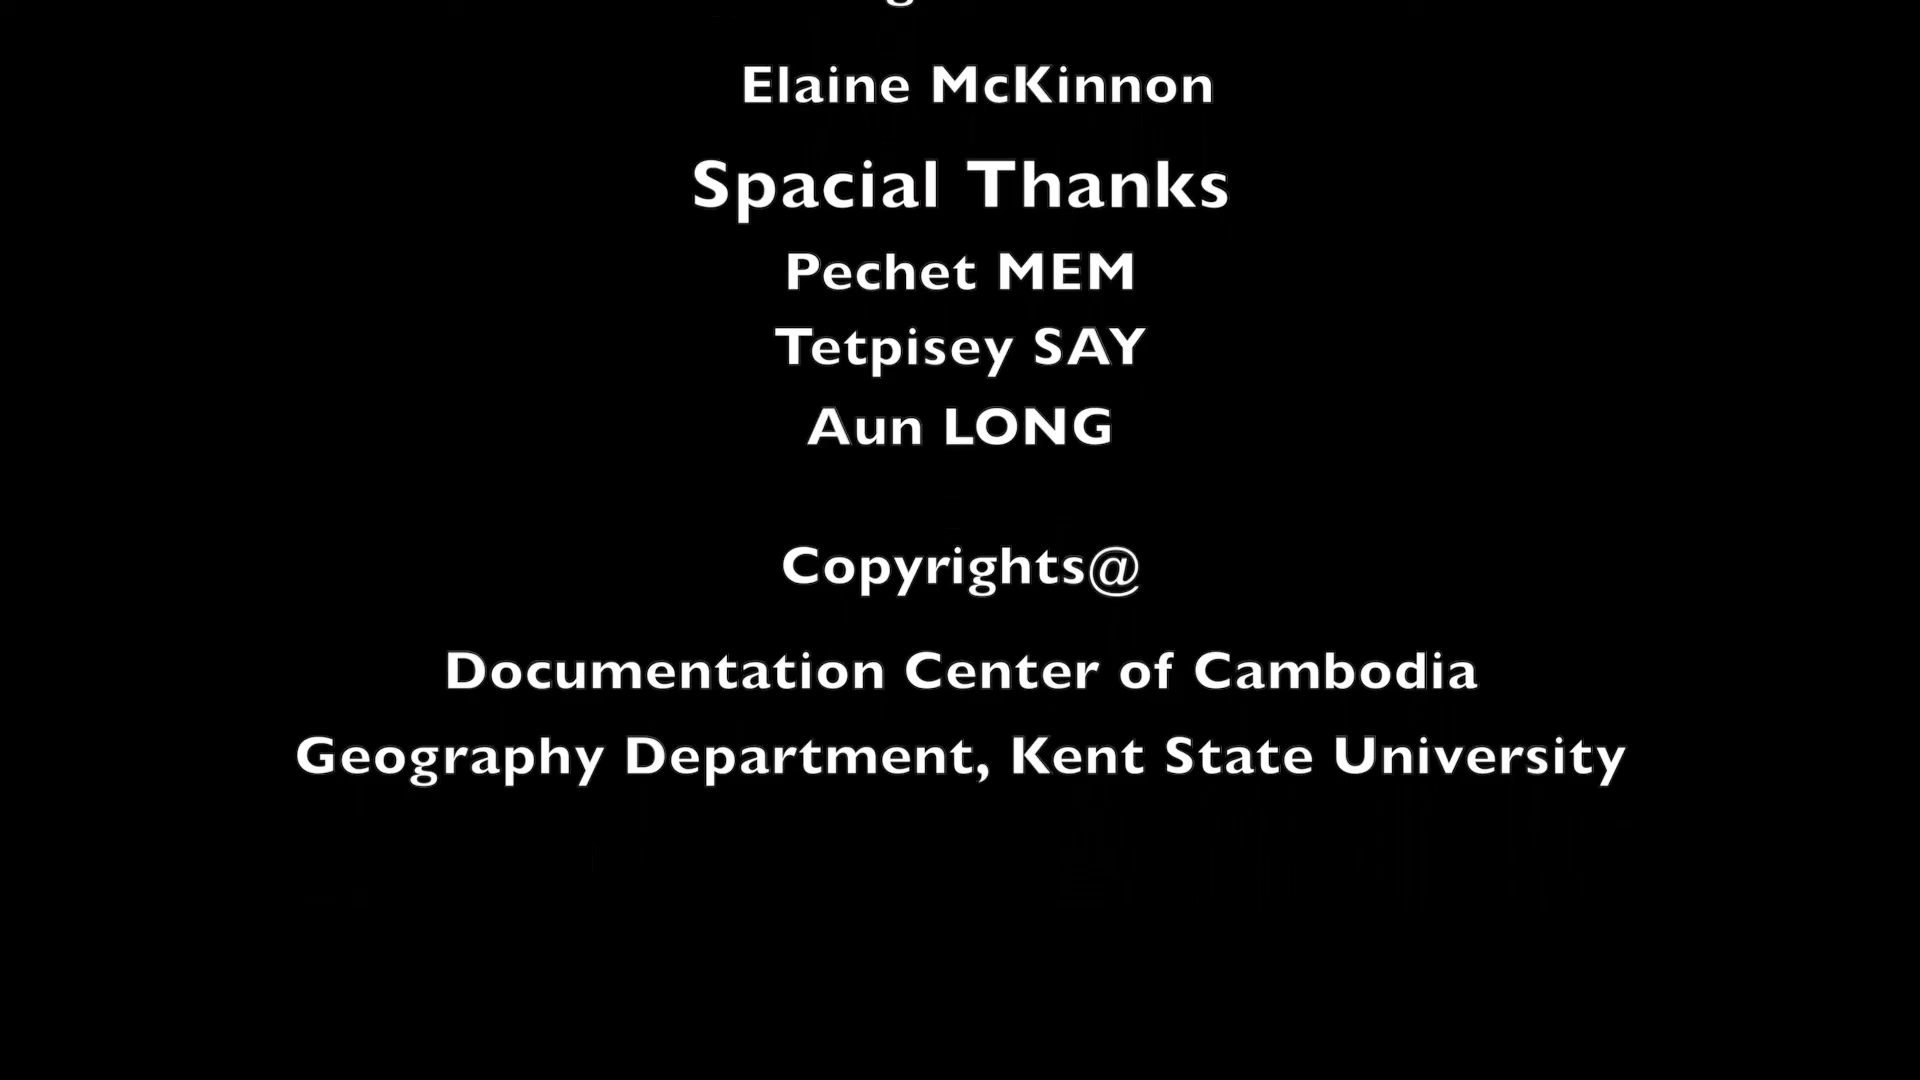 Elaine McKinnon
Spacial Thanks
Pechet MEM
Tetpisey SAY
Aun LONG
Copyrights@
Documentation Center of Cambodia
Geography Department, Kent State University